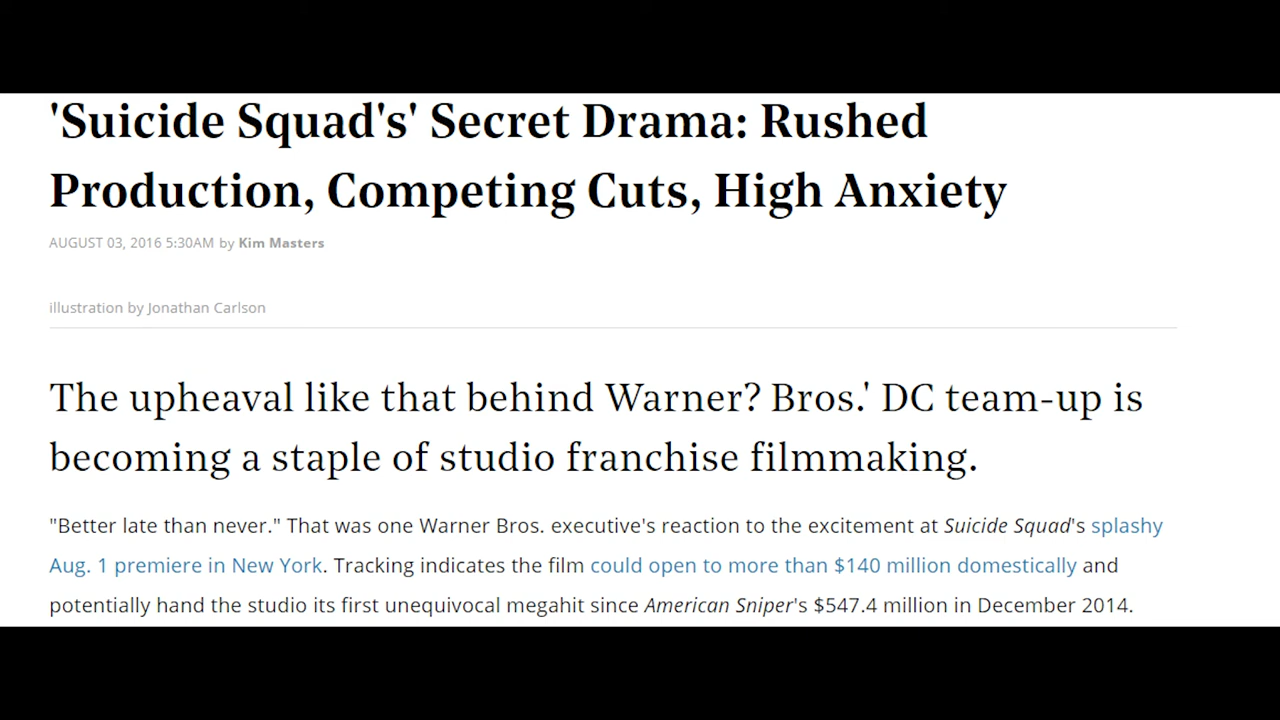 'Suicide Squad's' Secret Drama: Rushed
Production, Competing Cuts, High Anxiety
AUGUST 03, 2016 5:30AM by Kim Masters
illustration by Jonathan Carlson
The upheaval like that behind Warner? Bros.' DC team-up is
becoming a staple of studio franchise filmmaking.
"Better late than never." That was one Warner Bros. executive's reaction to the excitement at Suicide Squad's splashy
Aug. 1 premiere in New York. Tracking indicates the film could open to more than $140 million domestically and
potentially hand the studio its first unequivocal megahit since American Sniper's $547.4 million in December 2014.